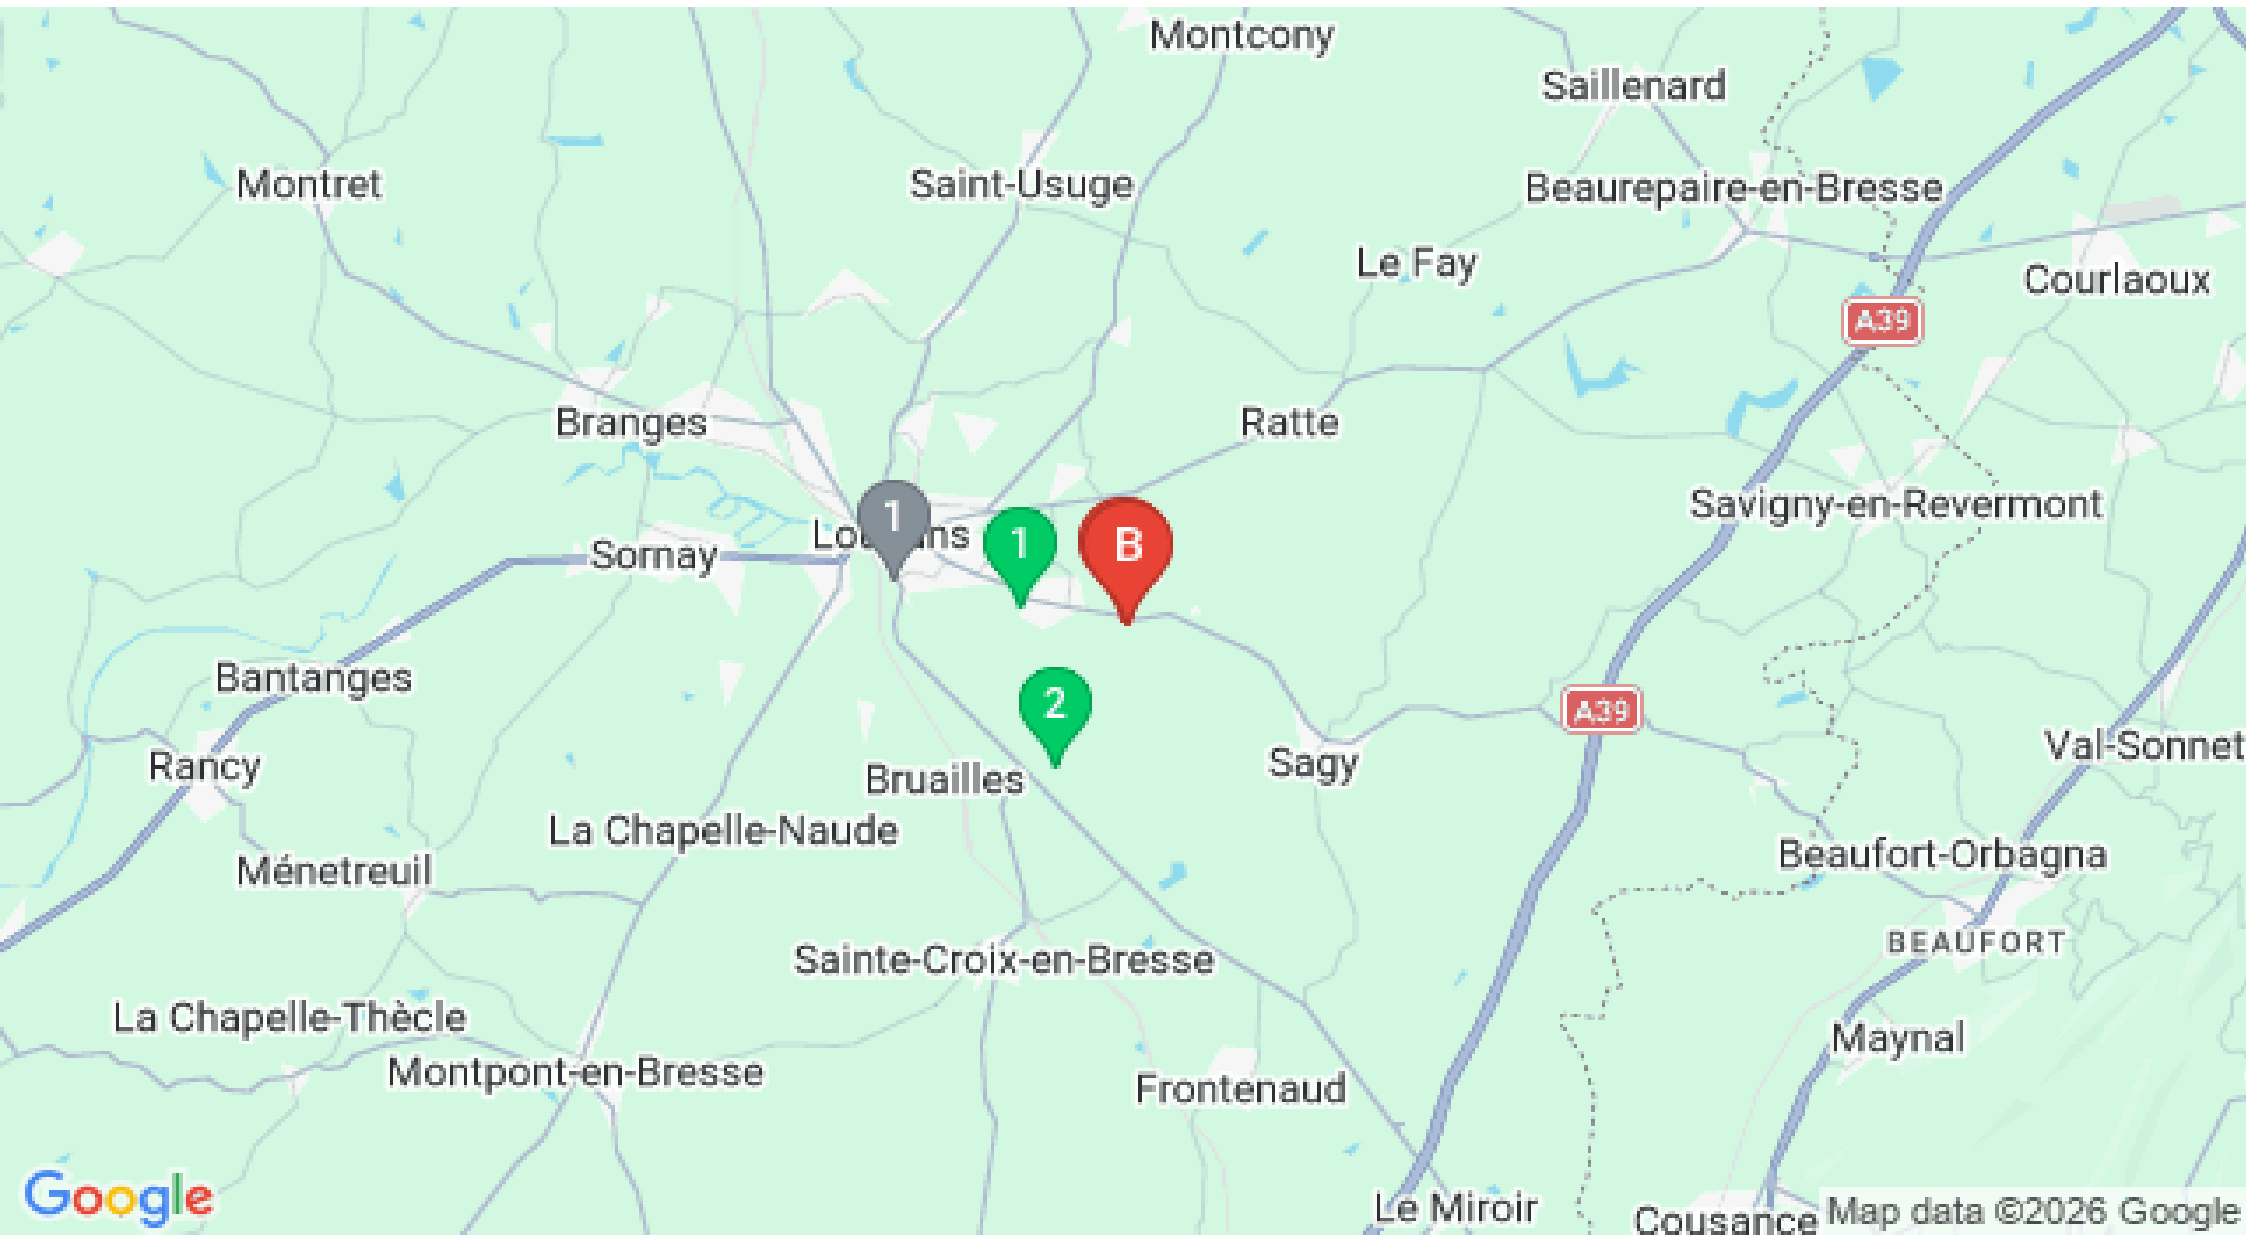 Montcony
Saillenard
Montret
Saint-Usuge
Beaurepaire-en-Bresse
Le Fay
Courlaoux
A39
Branges
Ratte
Savigny-en-Revermont
1
1
B
Sornay
Bantanges
2
A39
Rancy
Bruailles
Sagy
Val-Sonnet
La Chapelle-Naude
Ménetreuil
Beaufort-Orbagna
BEAUFORT
Sainte-Croix-en-Bresse
La Chapelle-Thècle
Maynal
Montpont-en-Bresse
Frontenaud
Google
Le Miroir
Cousance
Map data ©2026 Google